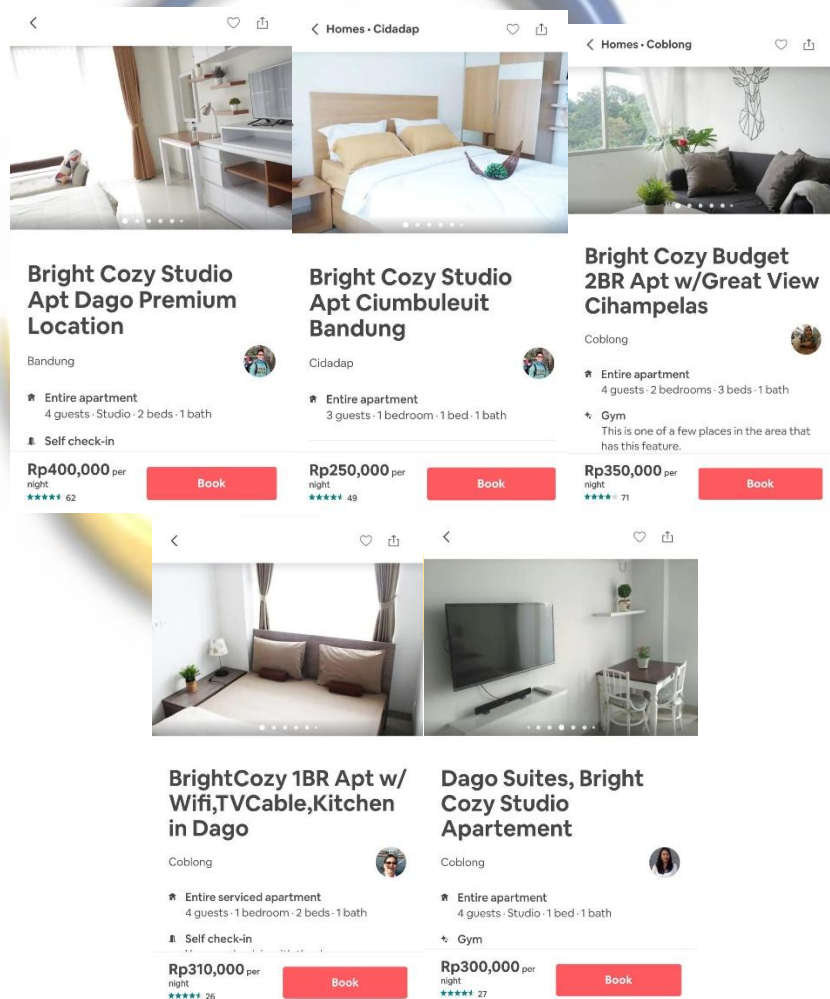 Bright Cozy Studio
Apt Dago Premium
Location
Bandung
Entire apartment
4 guests · Studio · 2 beds · 1 bath
Self check-in
Rp400,000 per
night
62
Book
Homes · Cidadap
Bright Cozy Studio
Apt Ciumbuleuit
Bandung
Cidadap
Entire apartment
3 guests · 1 bedroom · 1 bed · 1 bath
Rp250,000 per
night
49
Book
Homes · Coblong
Bright Cozy Budget
2BR Apt w/Great View
Cihampelas
Coblong
Entire apartment
4 guests · 2 bedrooms · 3 beds · 1 bath
Gym
This is one of a few places in the area that
has this feature.
Rp350,000 per
night
71
Book
BrightCozy 1BR Apt w/
Wifi,TVCable,Kitchen
in Dago
Coblong
Entire serviced apartment
4 guests · 1 bedroom · 2 beds · 1 bath
Self check-in
Rp310,000 per
night
26
Book
Dago Suites, Bright
Cozy Studio
Apartement
Coblong
Entire apartment
4 guests · Studio · 1 bed · 1 bath
Gym
Rp300,000 per
night
27
Book